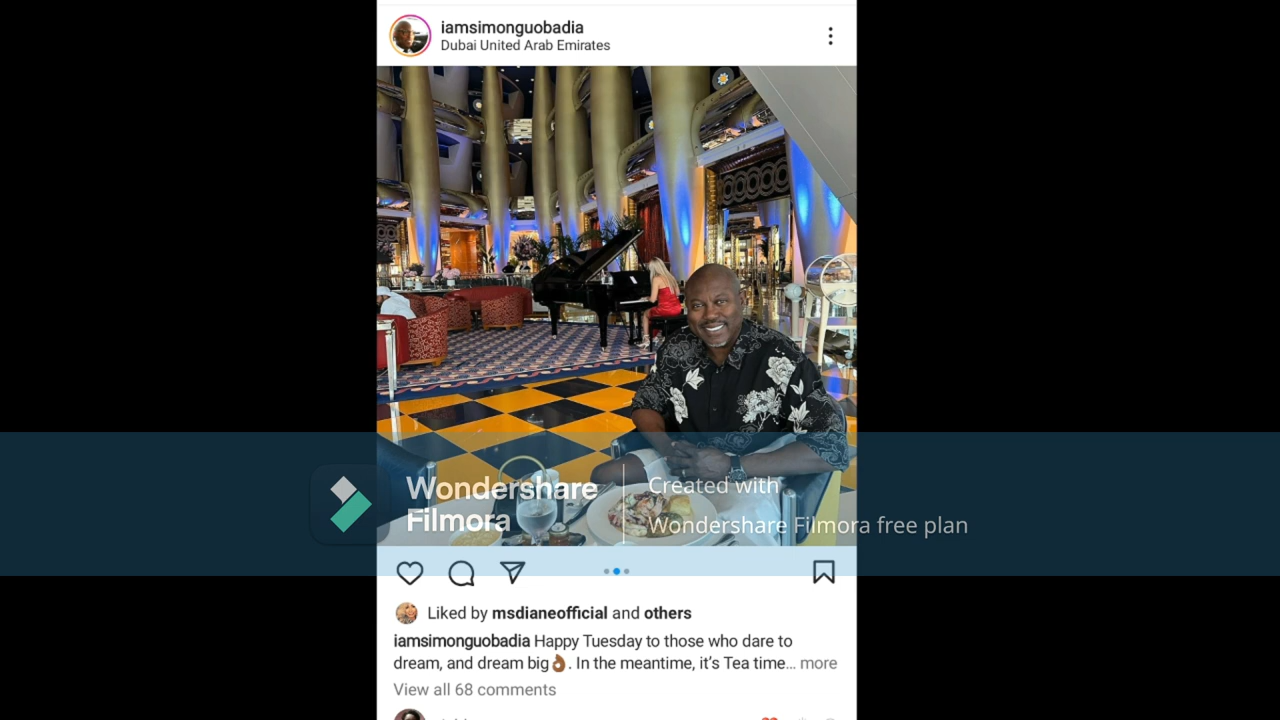 iamsimonguobadia
Dubai United Arab Emirates
Wondershare
Filmora
Created with
Wondershare Filmora free plan
Liked by msdianeofficial and others
iamsimonguobadia Happy Tuesday to those who dare to
dream, and dream big👌🏾. In the meantime, it’s Tea time... more
View all 68 comments